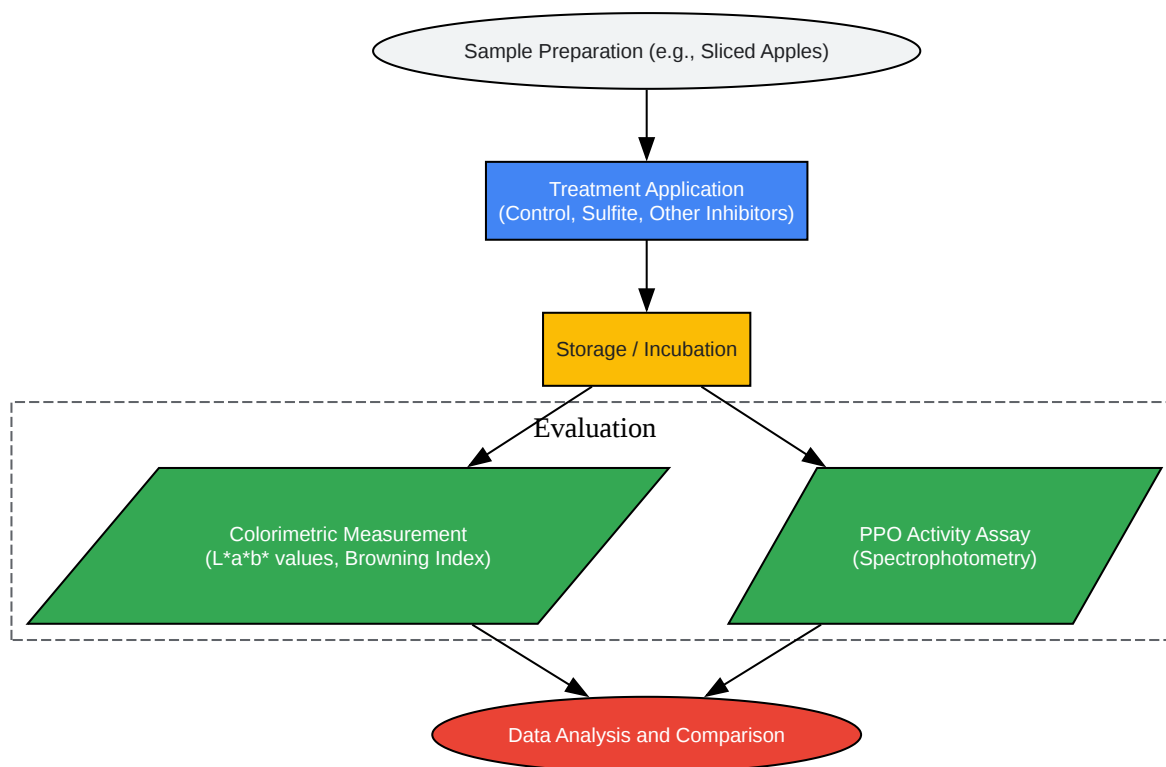 Sample Preparation (e.g., Sliced Apples)
Treatment Application
(Control, Sulfite, Other Inhibitors)
Storage / Incubation
Evaluation
Colorimetric Measurement
(L*a*b* values, Browning Index)
PPO Activity Assay
(Spectrophotometry)
Data Analysis and Comparison